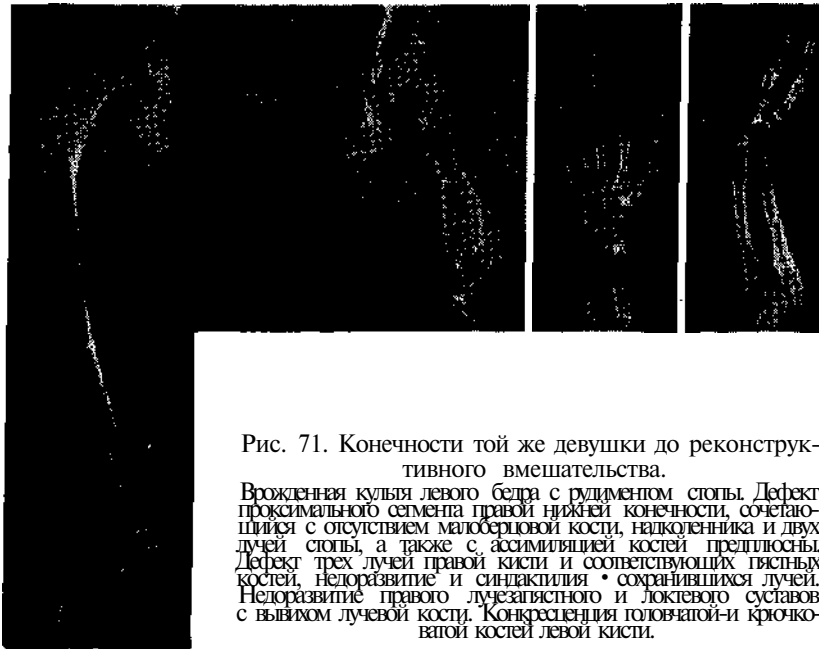 Рис. 71. Конечности той же девушки до реконструк-
тивного вмешательства.
Врожденная культя левого бедра с рудиментом стопы. Дефект
проксимального сегмента правой нижней конечности, сочетаю-
щийся с отсутствием малоберцовой кости, надколенника и двух
лучей стопы, а также с ассимиляцией костей предплюсны.
Дефект трех лучей правой кисти и соответствующих пястных
костей, недоразвитие и синдактилия • сохранившихся лучей.
Недоразвитие правого лучезапястного и локтевого суставов
с вывихом лучевой кости. Конкресценция головчатой-и крючко-
ватой костей левой кисти.